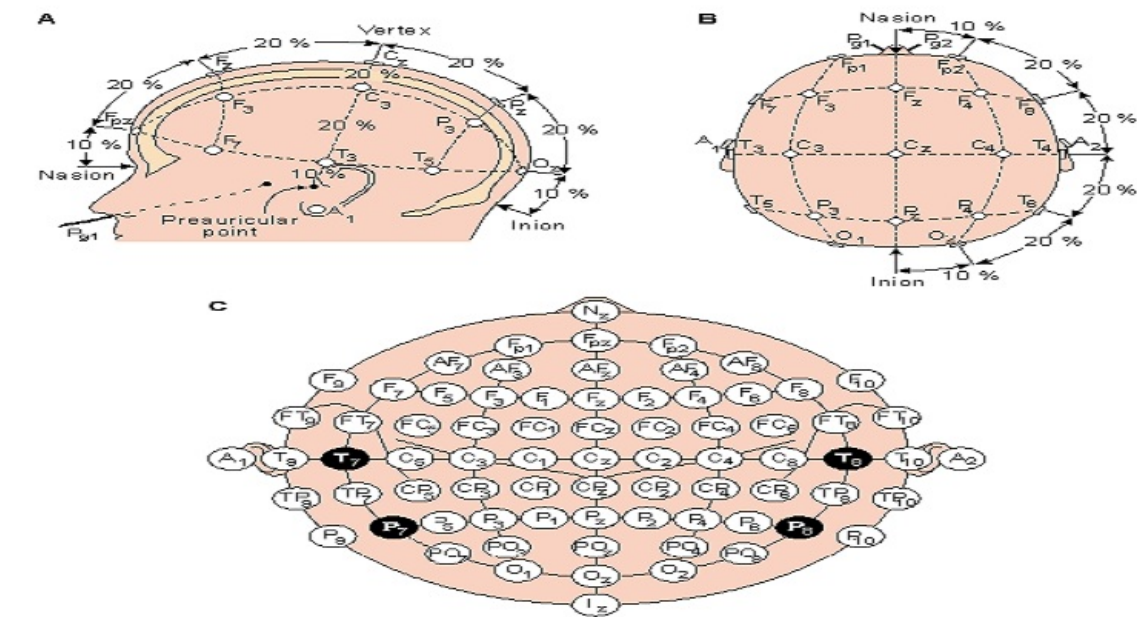 A
Vertex
20 % 20 %
Fz Cz
20 % 20 % 20 %
F3 C3
Fpz 20 % P3 Pz
10 % F7 T3 T5 20 %
Nasion 10 % O
A1 10 %
Preauricular
point
Pg1 Inion
B
Nasion 10 %
Pg1 Pg2
Fp1 Fp2 20 %
F7 F3 Fz F4 F8
20 %
A1 T3 C3 Cz C4 T4 A2
20 %
T5 P3 Pz P4 T6
O1 O 20 %
Inion 10 %
C
Nz
Fp1 Fpz Fp2
AF7 AF3 AFz AF4 AF8
F9 F7 F5 F3 F1 Fz F2 F4 F6 F8 F10
FT9 FT7 FC5 FC3 FC1 FCz FC2 FC4 FC6 FT8 FT10
A1 T9 T7 C5 C3 C1 Cz C2 C4 C6 T8 T10 A2
TP9 TP7 CP5 CP3 CP1 CPz CP2 CP4 CP6 TP8 TP10
P9 P7 P5 P3 P1 Pz P2 P4 P6 P8 P10
PO7 PO3 POz PO4 PO8
O1 Oz O2
Iz